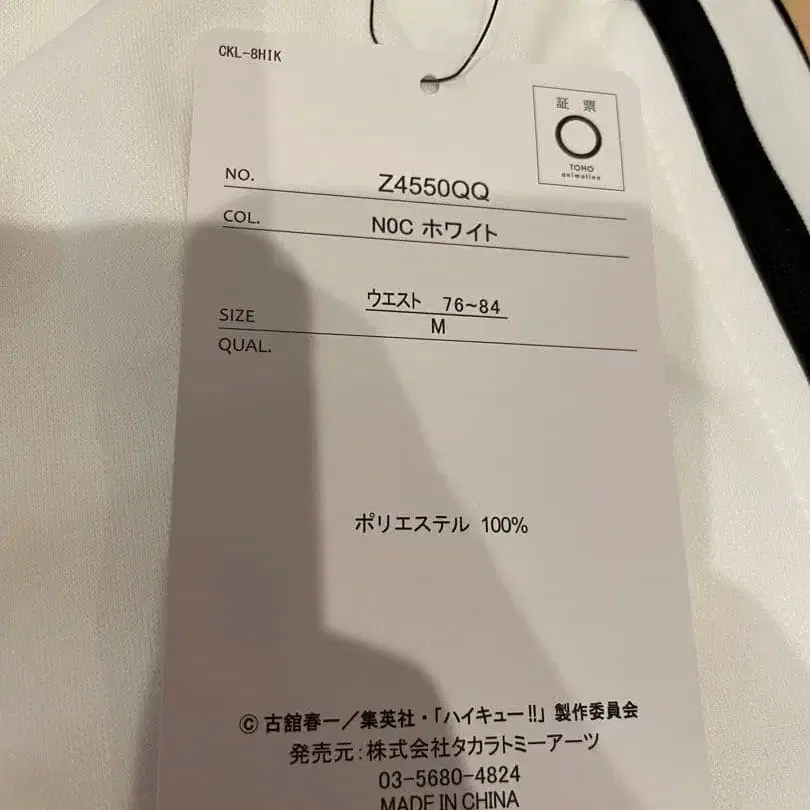 CKL-8HIK
証 票
TOHO
animation
NO. Z4550QQ
COL. N0C ホワイト
ウエスト 76~84
SIZE M
QUAL.
ポリエステル 100%
© 古舘春一／集英社・「ハイキュー!!」製作委員会
発売元:株式会社タカラトミーアーツ
03-5680-4824
MADE IN CHINA